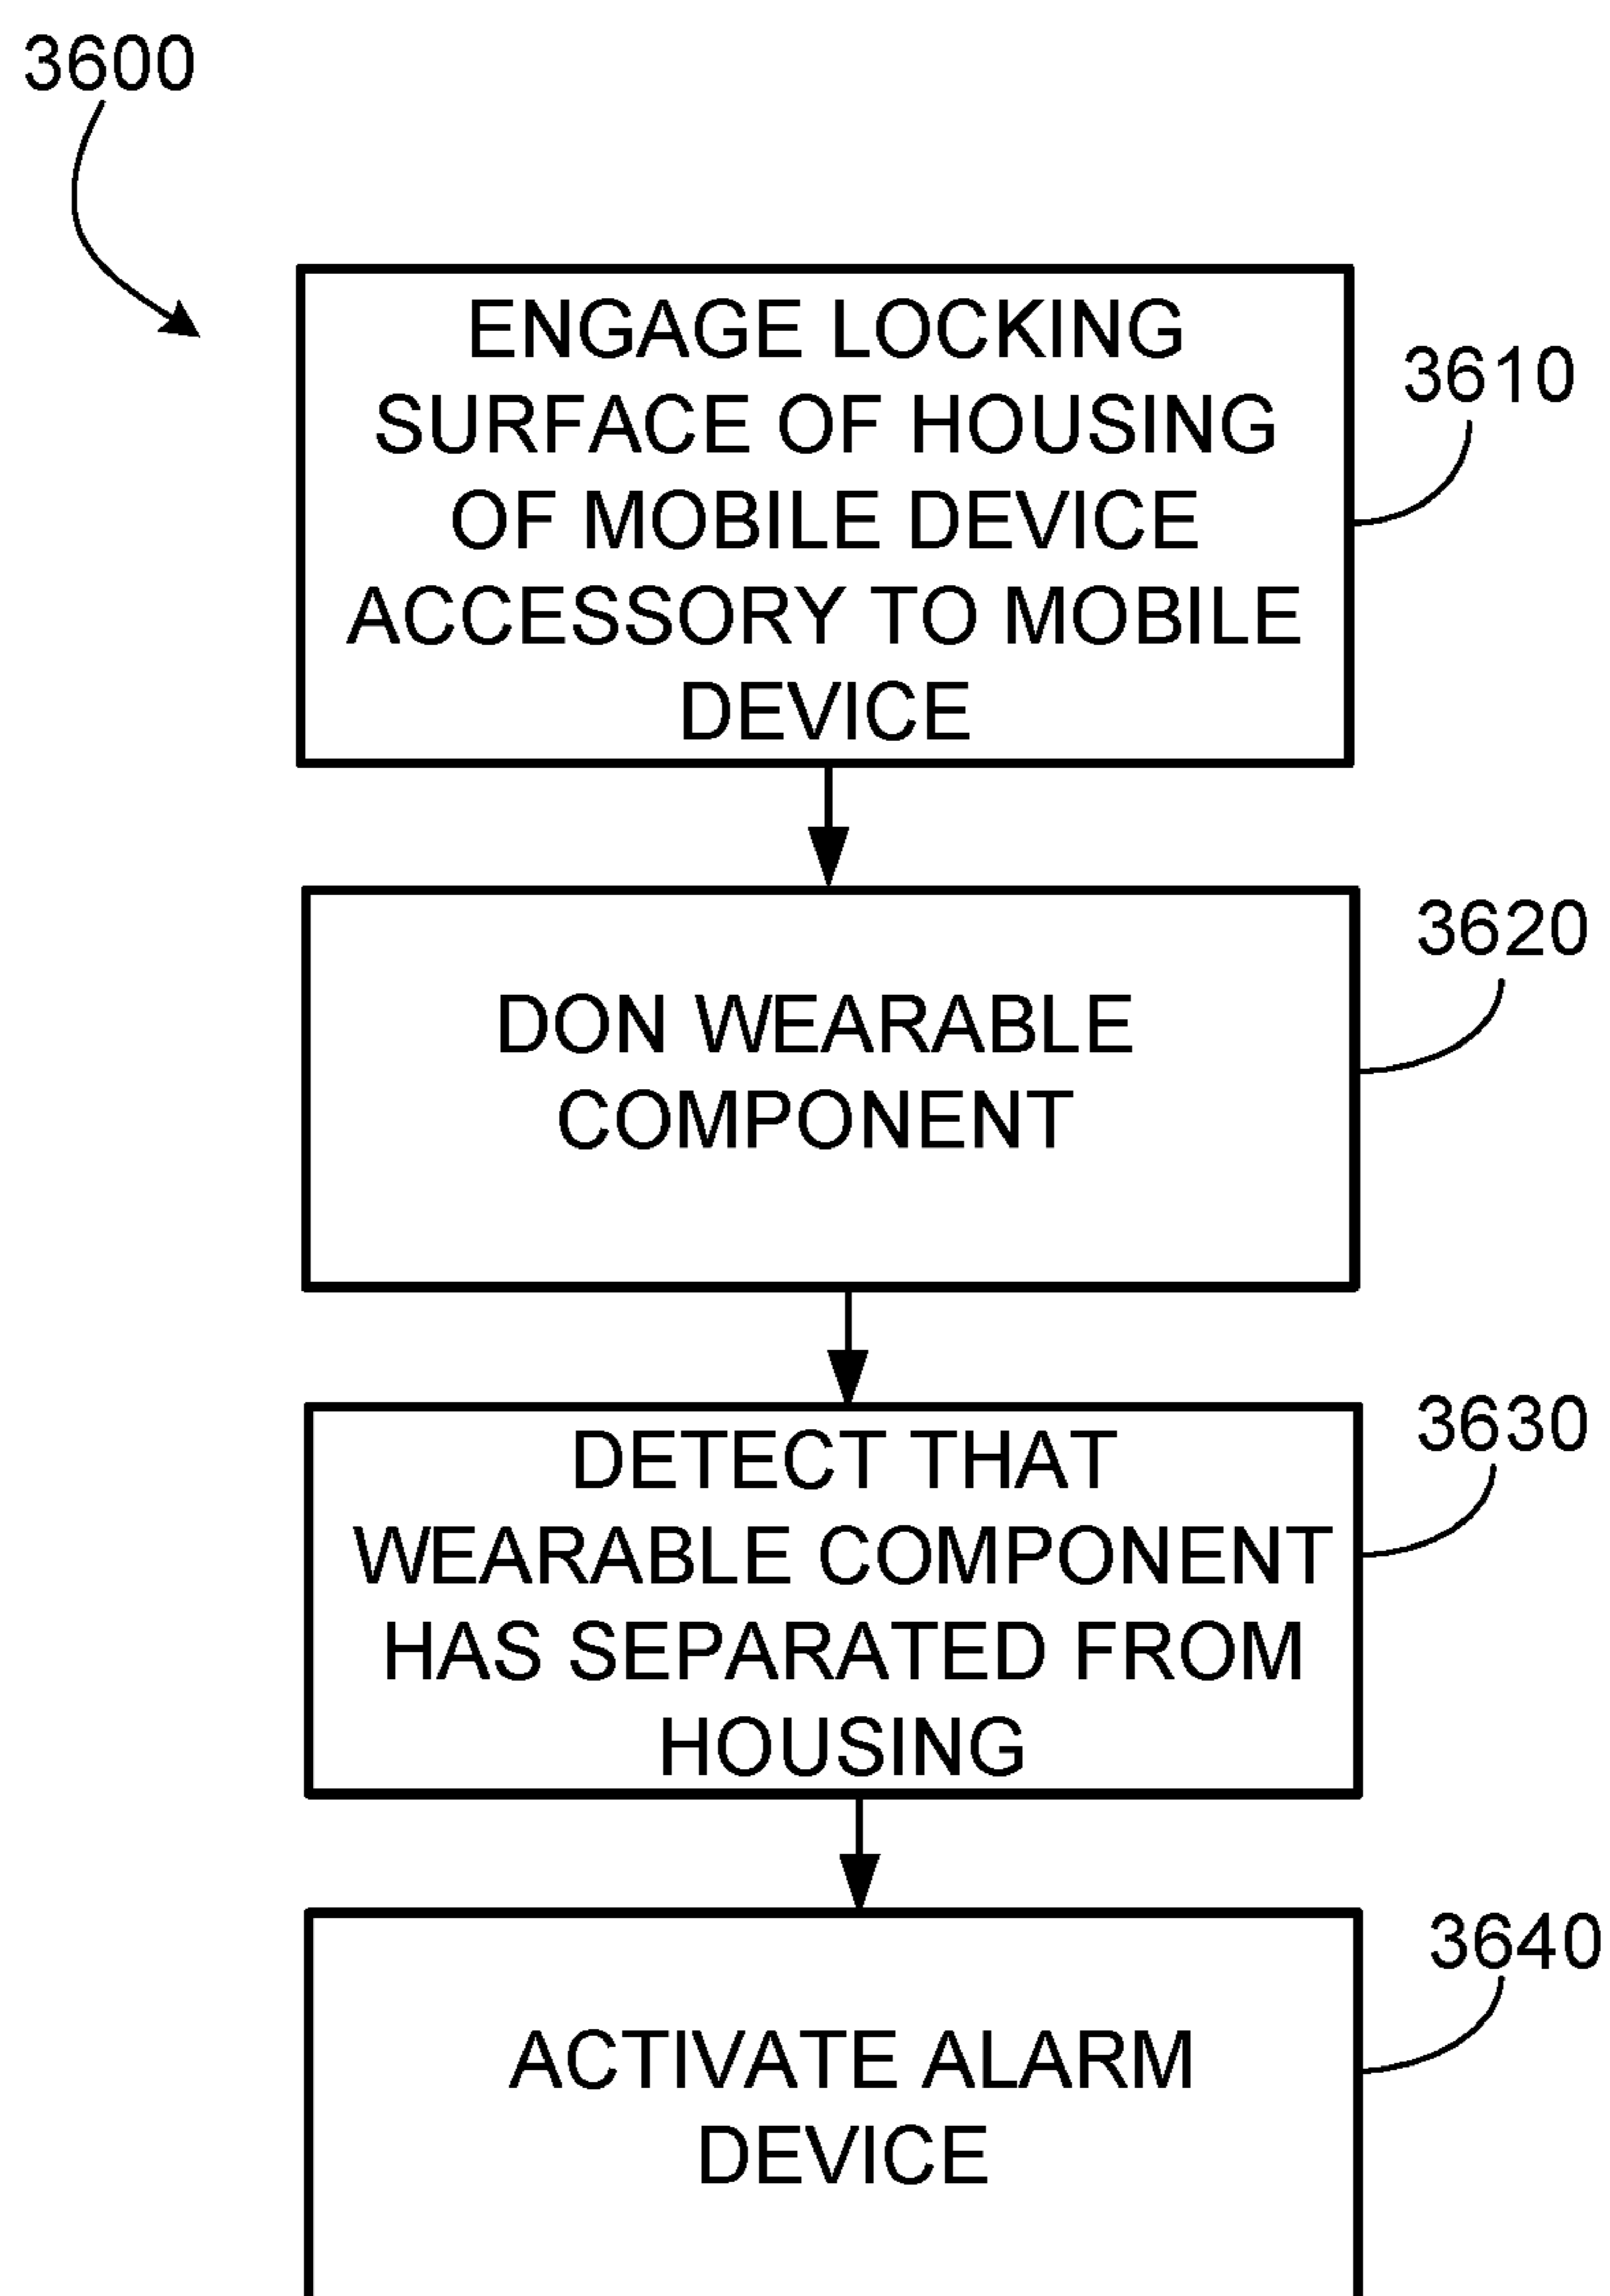 3600
ENGAGE LOCKING
SURFACE OF HOUSING
OF MOBILE DEVICE
ACCESSORY TO MOBILE
DEVICE
3610
DON WEARABLE
COMPONENT
3620
DETECT THAT
WEARABLE COMPONENT
HAS SEPARATED FROM
HOUSING
3630
ACTIVATE ALARM
DEVICE
3640